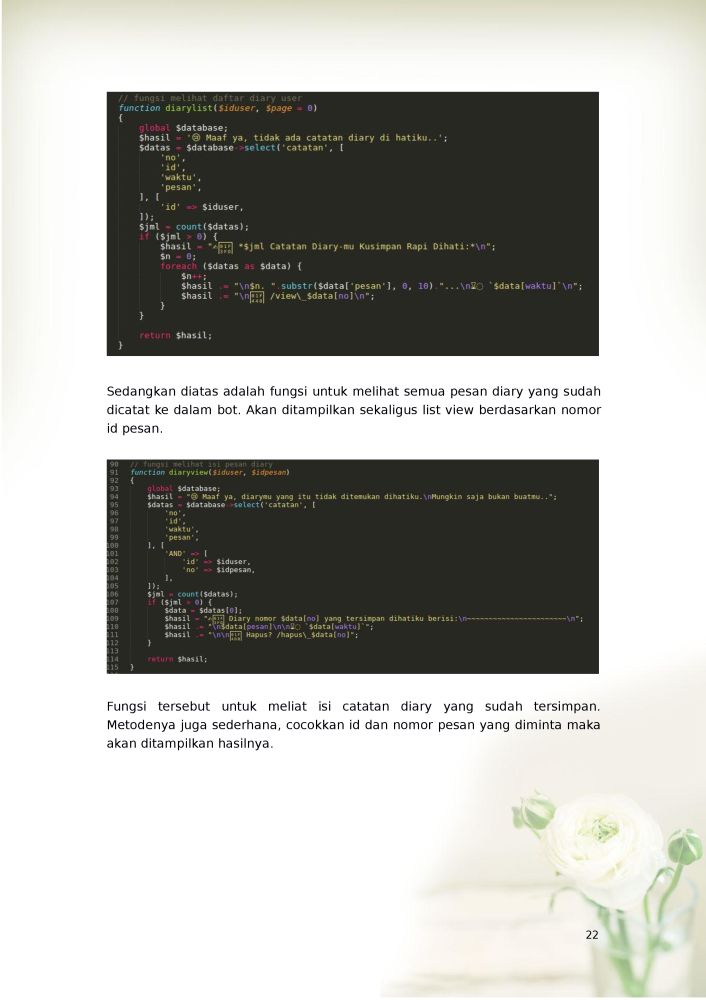 // fungsi melihat daftar diary user
function diarylist($iduser, $page = 0)
{
global $database;
$hasil = '😢 Maaf ya, tidak ada catatan diary di hatiku..';
$datas = $database->select('catatan', [
'no',
'id',
'waktu',
'pesan',
], [
'id' => $iduser,
]);
$jml = count($datas);
if ($jml > 0) {
$hasil = "✍🏽 *$jml Catatan Diary-mu Kusimpan Rapi Dihati:*\n";
$n = 0;
foreach ($datas as $data) {
$n++;
$hasil .= "\n$n. ".substr($data['pesan'], 0, 10)."...\n⌛️ `$data[waktu]`\n";
$hasil .= "\n /view\_$data[no]\n";
}
}
return $hasil;
}
Sedangkan diatas adalah fungsi untuk melihat semua pesan diary yang sudah
dicatat ke dalam bot. Akan ditampilkan sekaligus list view berdasarkan nomor
id pesan.
90 // fungsi melihat isi pesan diary
91 function diaryview($iduser, $idpesan)
92 {
93 global $database;
94 $hasil = "😢 Maaf ya, diarymu yang itu tidak ditemukan dihatiku.\nMungkin saja bukan buatmu..";
95 $datas = $database->select('catatan', [
96 'no',
97 'id',
98 'waktu',
99 'pesan',
100 ], [
101 'AND' => [
102 'id' => $iduser,
103 'no' => $idpesan,
104 ],
105 ]);
106 $jml = count($datas);
107 if ($jml > 0) {
108 $data = $datas[0];
109 $hasil = "✍🏽 Diary nomor $data[no] yang tersimpan dihatiku berisi:\n~~~~~~~~~~~~~~~~~~~~~~~~\n";
110 $hasil .= "\n$data[pesan]\n\n⌛️ `$data[waktu]`";
111 $hasil .= "\n\n Hapus? /hapus\_$data[no]";
112 }
113
114 return $hasil;
115 }
Fungsi tersebut untuk meliat isi catatan diary yang sudah tersimpan.
Metodenya juga sederhana, cocokkan id dan nomor pesan yang diminta maka
akan ditampilkan hasilnya.
22